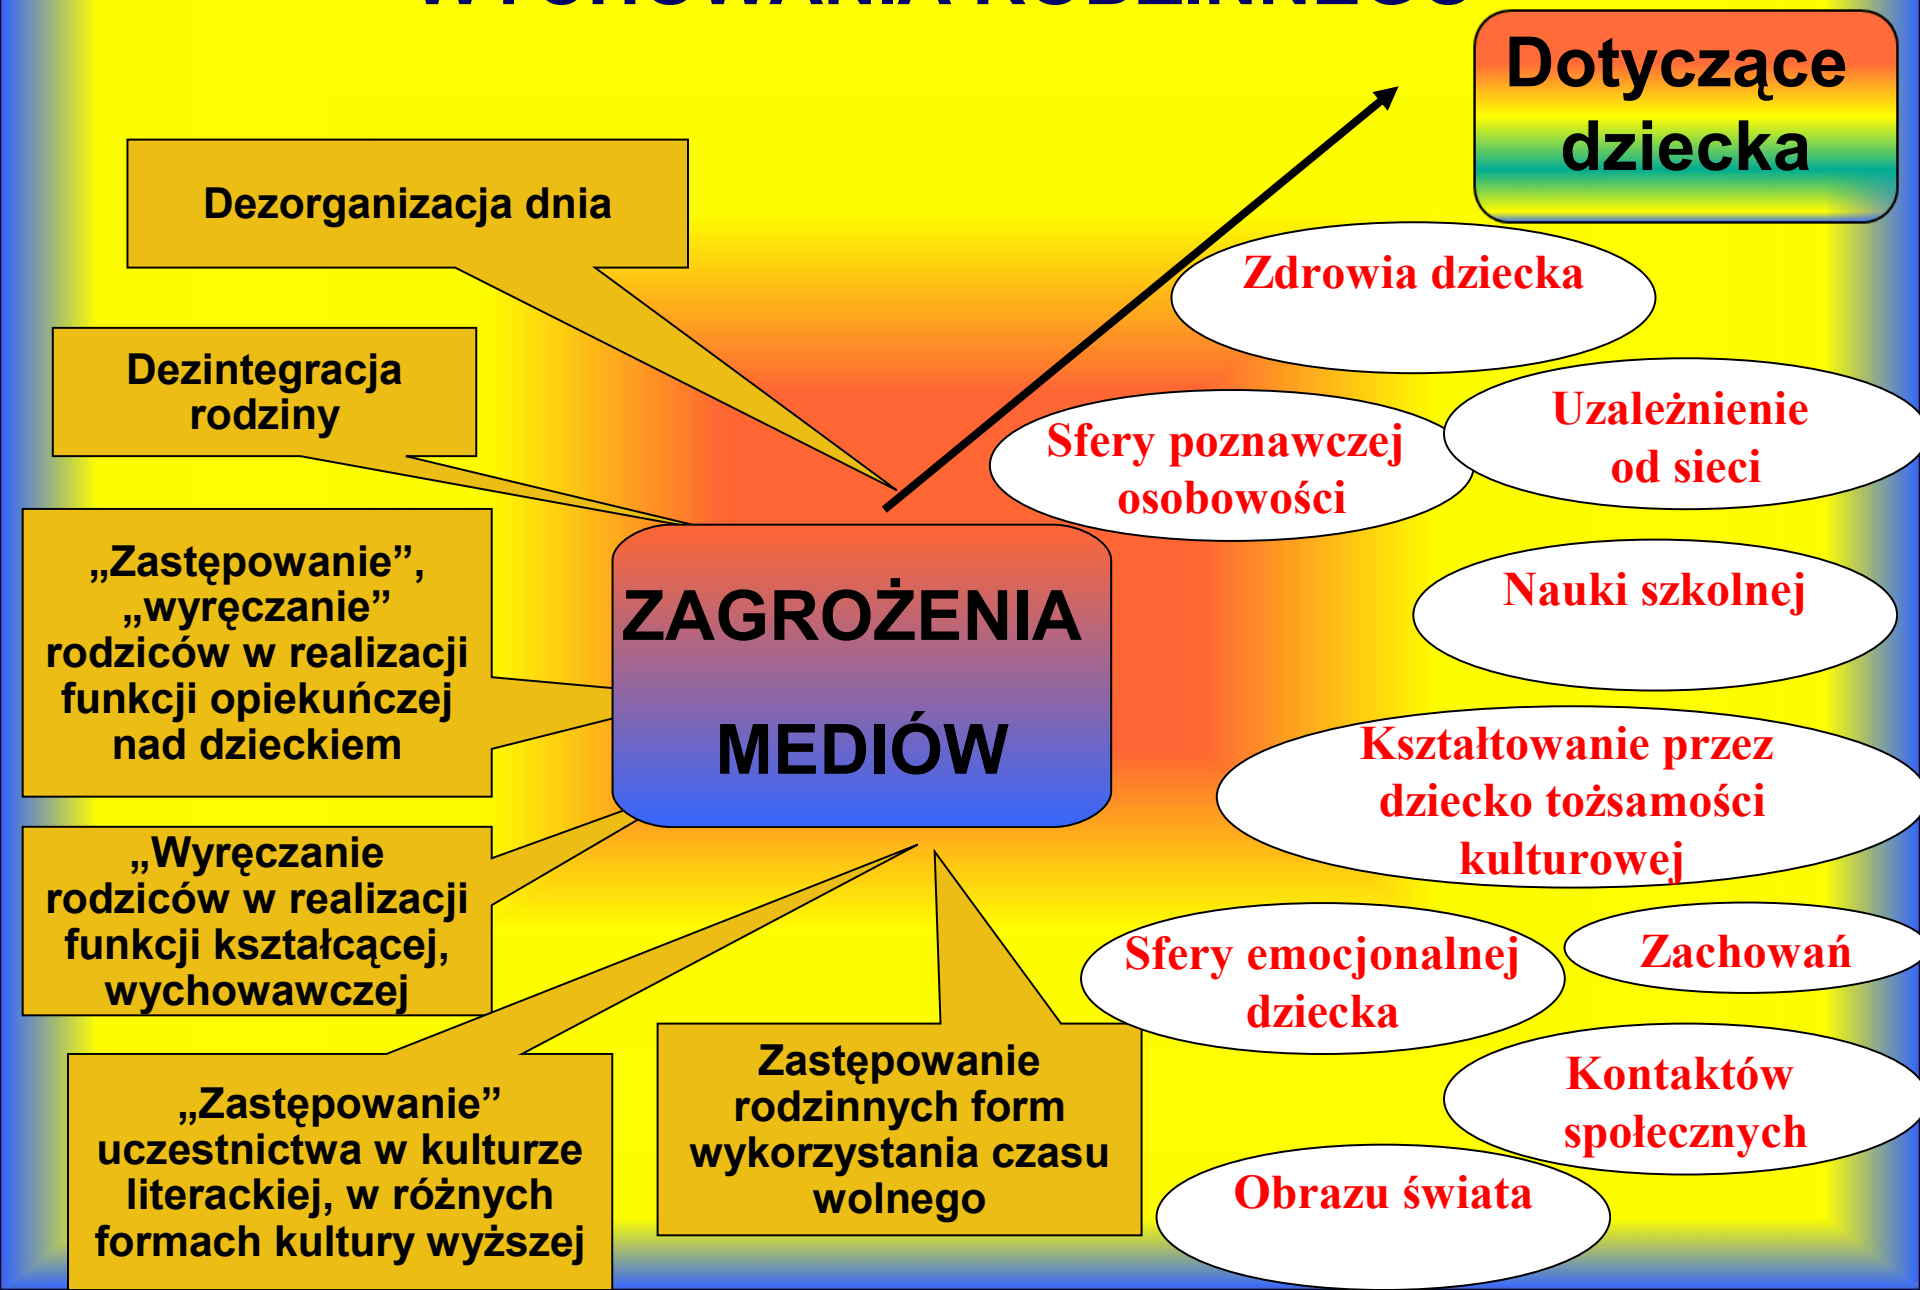 WYCHOWANIA RODZINNEGO
Dotyczące
dziecka
Dezorganizacja dnia
Zdrowia dziecka
Dezintegracja
rodziny
Uzależnienie
od sieci
Sfery poznawczej
osobowości
„Zastępowanie”,
„wyręczanie”
rodziców w realizacji
funkcji opiekuńczej
nad dzieckiem
ZAGROŻENIA
MEDIÓW
Nauki szkolnej
Kształtowanie przez
dziecko tożsamości
kulturowej
„Wyręczanie
rodziców w realizacji
funkcji kształcącej,
wychowawczej
Sfery emocjonalnej
dziecka
Zachowań
„Zastępowanie”
uczestnictwa w kulturze
literackiej, w różnych
formach kultury wyższej
Zastępowanie
rodzinnych form
wykorzystania czasu
wolnego
Kontaktów
społecznych
Obrazu świata